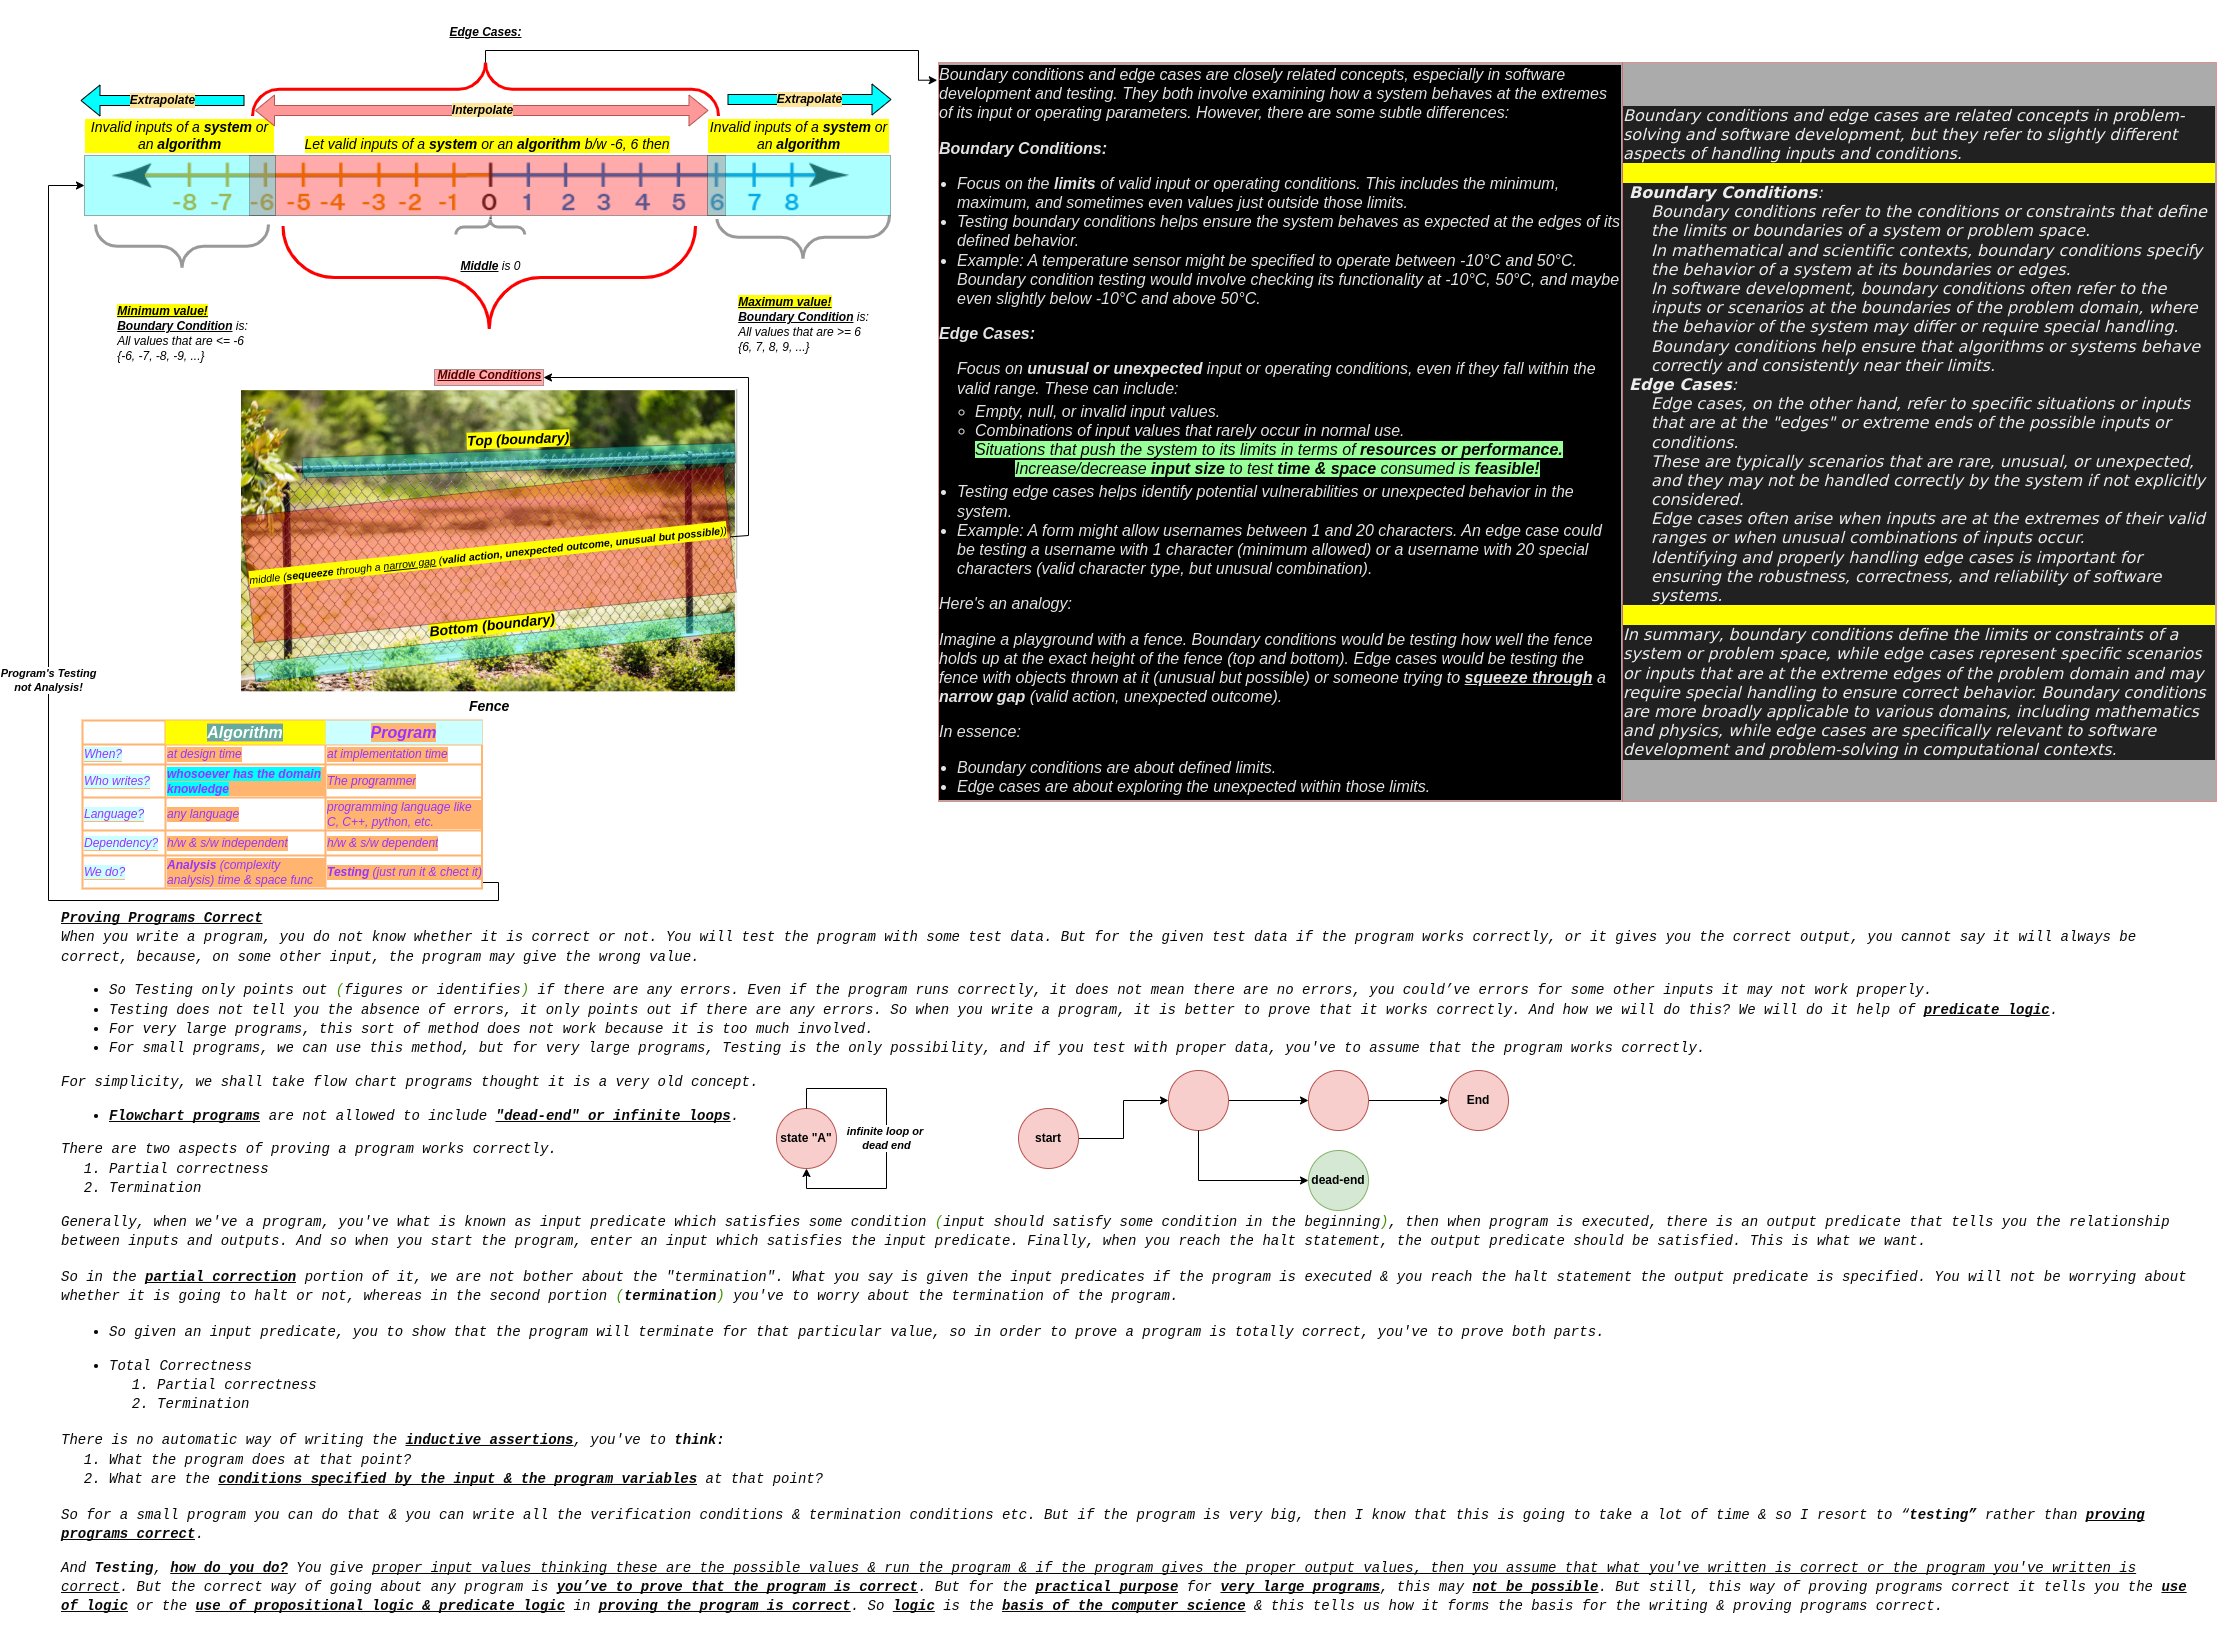 Edge Cases:
Extrapolate
Interpolate
Extrapolate
Invalid inputs of a system or
an algorithm
Let valid inputs of a system or an algorithm b/w -6, 6 then
Invalid inputs of a system or
an algorithm
-8 -7 -6 -5 -4 -3 -2 -1 0 1 2 3 4 5 6 7 8
Middle is 0
Minimum value!
Boundary Condition is:
All values that are <= -6
{-6, -7, -8, -9, ...}
Maximum value!
Boundary Condition is:
All values that are >= 6
{6, 7, 8, 9, ...}
Middle Conditions
Top (boundary)
middle (sequeeze through a narrow gap (valid action, unexpected outcome, unusual but possible))
Bottom (boundary)
Fence
Program's Testing
not Analysis!
Algorithm Program
When? at design time at implementation time
Who writes? whosoever has the domain
knowledge The programmer
Language? any language programming language like
C, C++, python, etc.
Dependency? h/w & s/w independent h/w & s/w dependent
We do? Analysis (complexity
analysis) time & space func Testing (just run it & chect it)
Boundary conditions and edge cases are closely related concepts, especially in software
development and testing. They both involve examining how a system behaves at the extremes
of its input or operating parameters. However, there are some subtle differences:
Boundary Conditions:
• Focus on the limits of valid input or operating conditions. This includes the minimum,
maximum, and sometimes even values just outside those limits.
• Testing boundary conditions helps ensure the system behaves as expected at the edges of its
defined behavior.
• Example: A temperature sensor might be specified to operate between -10°C and 50°C.
Boundary condition testing would involve checking its functionality at -10°C, 50°C, and maybe
even slightly below -10°C and above 50°C.
Edge Cases:
Focus on unusual or unexpected input or operating conditions, even if they fall within the
valid range. These can include:
○ Empty, null, or invalid input values.
○ Combinations of input values that rarely occur in normal use.
Situations that push the system to its limits in terms of resources or performance.
Increase/decrease input size to test time & space consumed is feasible!
• Testing edge cases helps identify potential vulnerabilities or unexpected behavior in the
system.
• Example: A form might allow usernames between 1 and 20 characters. An edge case could
be testing a username with 1 character (minimum allowed) or a username with 20 special
characters (valid character type, but unusual combination).
Here's an analogy:
Imagine a playground with a fence. Boundary conditions would be testing how well the fence
holds up at the exact height of the fence (top and bottom). Edge cases would be testing the
fence with objects thrown at it (unusual but possible) or someone trying to squeeze through a
narrow gap (valid action, unexpected outcome).
In essence:
• Boundary conditions are about defined limits.
• Edge cases are about exploring the unexpected within those limits.
Boundary conditions and edge cases are related concepts in problem-
solving and software development, but they refer to slightly different
aspects of handling inputs and conditions.
Boundary Conditions:
Boundary conditions refer to the conditions or constraints that define
the limits or boundaries of a system or problem space.
In mathematical and scientific contexts, boundary conditions specify
the behavior of a system at its boundaries or edges.
In software development, boundary conditions often refer to the
inputs or scenarios at the boundaries of the problem domain, where
the behavior of the system may differ or require special handling.
Boundary conditions help ensure that algorithms or systems behave
correctly and consistently near their limits.
Edge Cases:
Edge cases, on the other hand, refer to specific situations or inputs
that are at the "edges" or extreme ends of the possible inputs or
conditions.
These are typically scenarios that are rare, unusual, or unexpected,
and they may not be handled correctly by the system if not explicitly
considered.
Edge cases often arise when inputs are at the extremes of their valid
ranges or when unusual combinations of inputs occur.
Identifying and properly handling edge cases is important for
ensuring the robustness, correctness, and reliability of software
systems.
In summary, boundary conditions define the limits or constraints of a
system or problem space, while edge cases represent specific scenarios
or inputs that are at the extreme edges of the problem domain and may
require special handling to ensure correct behavior. Boundary conditions
are more broadly applicable to various domains, including mathematics
and physics, while edge cases are specifically relevant to software
development and problem-solving in computational contexts.
Proving Programs Correct
When you write a program, you do not know whether it is correct or not. You will test the program with some test data. But for the given test data if the program works correctly, or it gives you the correct output, you cannot say it will always be
correct, because, on some other input, the program may give the wrong value.
• So Testing only points out (figures or identifies) if there are any errors. Even if the program runs correctly, it does not mean there are no errors, you could’ve errors for some other inputs it may not work properly.
• Testing does not tell you the absence of errors, it only points out if there are any errors. So when you write a program, it is better to prove that it works correctly. And how we will do this? We will do it help of predicate logic.
• For very large programs, this sort of method does not work because it is too much involved.
• For small programs, we can use this method, but for very large programs, Testing is the only possibility, and if you test with proper data, you've to assume that the program works correctly.
For simplicity, we shall take flow chart programs thought it is a very old concept.
• Flowchart programs are not allowed to include "dead-end" or infinite loops.
There are two aspects of proving a program works correctly.
1. Partial correctness
2. Termination
state "A"
infinite loop or
dead end
start
End
dead-end
Generally, when we've a program, you've what is known as input predicate which satisfies some condition (input should satisfy some condition in the beginning), then when program is executed, there is an output predicate that tells you the relationship
between inputs and outputs. And so when you start the program, enter an input which satisfies the input predicate. Finally, when you reach the halt statement, the output predicate should be satisfied. This is what we want.
So in the partial correction portion of it, we are not bother about the "termination". What you say is given the input predicates if the program is executed & you reach the halt statement the output predicate is specified. You will not be worrying about
whether it is going to halt or not, whereas in the second portion (termination) you've to worry about the termination of the program.
• So given an input predicate, you to show that the program will terminate for that particular value, so in order to prove a program is totally correct, you've to prove both parts.
• Total Correctness
1. Partial correctness
2. Termination
There is no automatic way of writing the inductive assertions, you've to think:
1. What the program does at that point?
2. What are the conditions specified by the input & the program variables at that point?
So for a small program you can do that & you can write all the verification conditions & termination conditions etc. But if the program is very big, then I know that this is going to take a lot of time & so I resort to “testing” rather than proving
programs correct.
And Testing, how do you do? You give proper input values thinking these are the possible values & run the program & if the program gives the proper output values, then you assume that what you've written is correct or the program you've written is
correct. But the correct way of going about any program is you’ve to prove that the program is correct. But for the practical purpose for very large programs, this may not be possible. But still, this way of proving programs correct it tells you the use
of logic or the use of propositional logic & predicate logic in proving the program is correct. So logic is the basis of the computer science & this tells us how it forms the basis for the writing & proving programs correct.